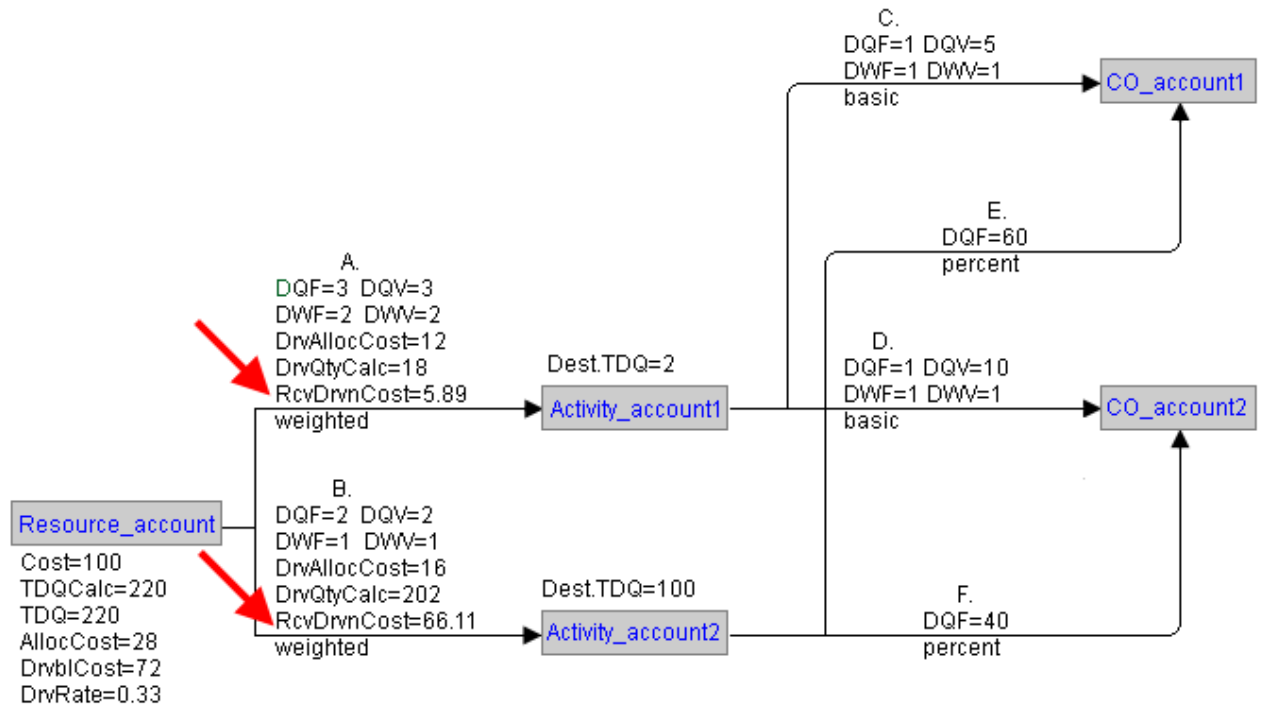 C.
DQF=1 DQV=5
DWF=1 DWV=1
basic
CO_account1
E.
DQF=60
percent
A.
DQF=3 DQV=3
DWF=2 DWV=2
DrvAllocCost=12
DrvQtyCalc=18
RcvDrvnCost=5.89
weighted
Dest.TDQ=2
Activity_account1
D.
DQF=1 DQV=10
DWF=1 DWV=1
basic
CO_account2
B.
DQF=2 DQV=2
DWF=1 DWV=1
DrvAllocCost=16
DrvQtyCalc=202
RcvDrvnCost=66.11
weighted
Resource_account
Cost=100
TDQCalc=220
TDQ=220
AllocCost=28
DrvblCost=72
DrvRate=0.33
Dest.TDQ=100
Activity_account2
F.
DQF=40
percent